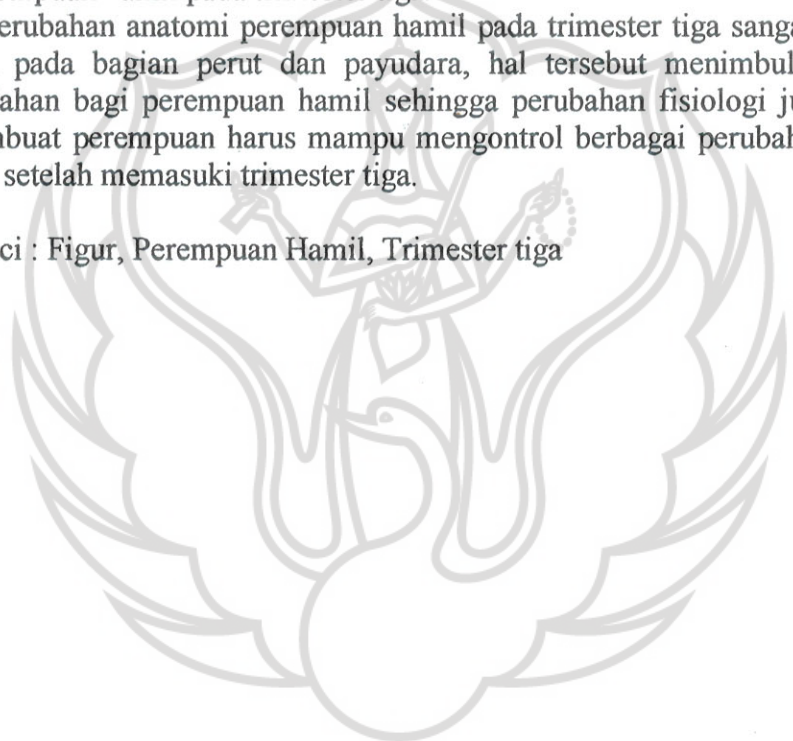 erubahan anatomi perempuan hamil pada trimester tiga sanga
pada bagian perut dan payudara, hal tersebut menimbul
ahan bagi perempuan hamil sehingga perubahan fisiologi ju
buat perempuan harus mampu mengontrol berbagai perubah
setelah memasuki trimester tiga.
ci : Figur, Perempuan Hamil, Trimester tiga